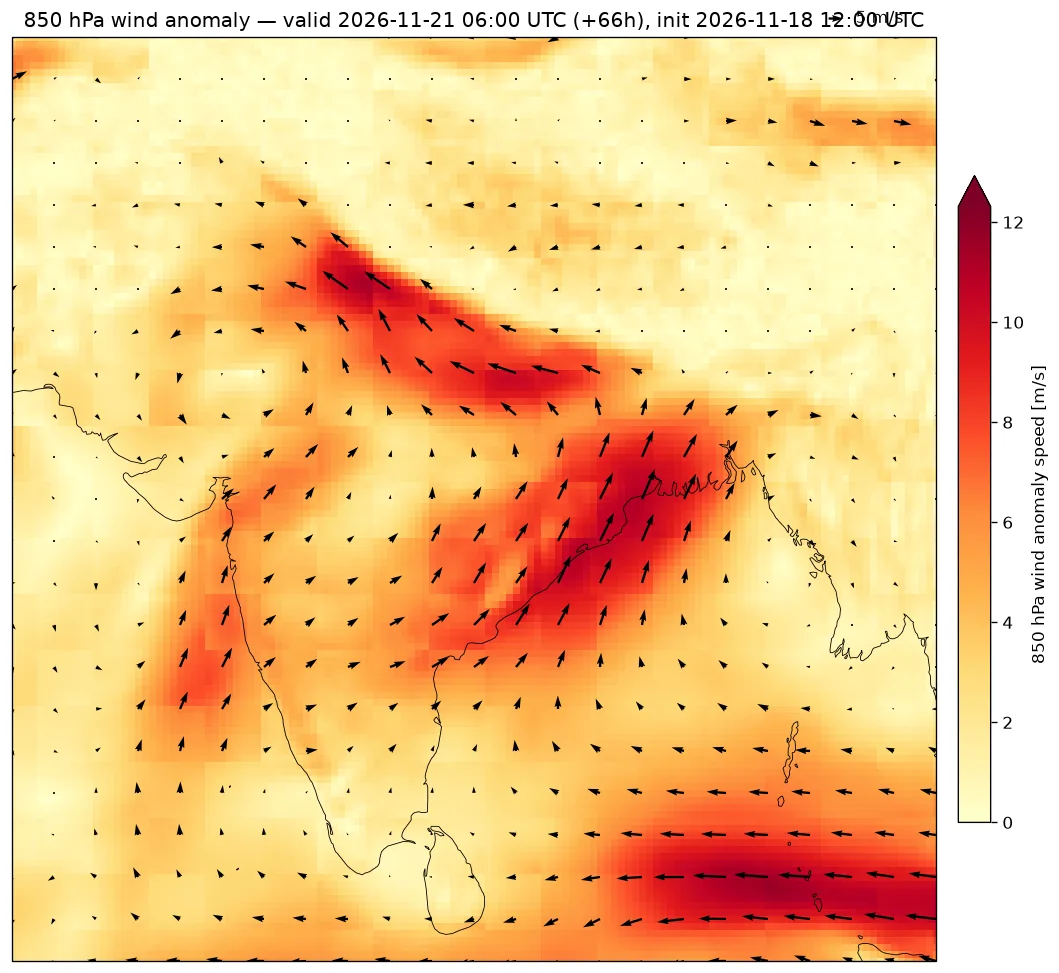 850 hPa wind anomaly — valid 2026-11-21 06:00 UTC (+66h), init 2026-11-18 12:00 UTC
5 m/s
12
10
8
6
4
2
0
850 hPa wind anomaly speed [m/s]